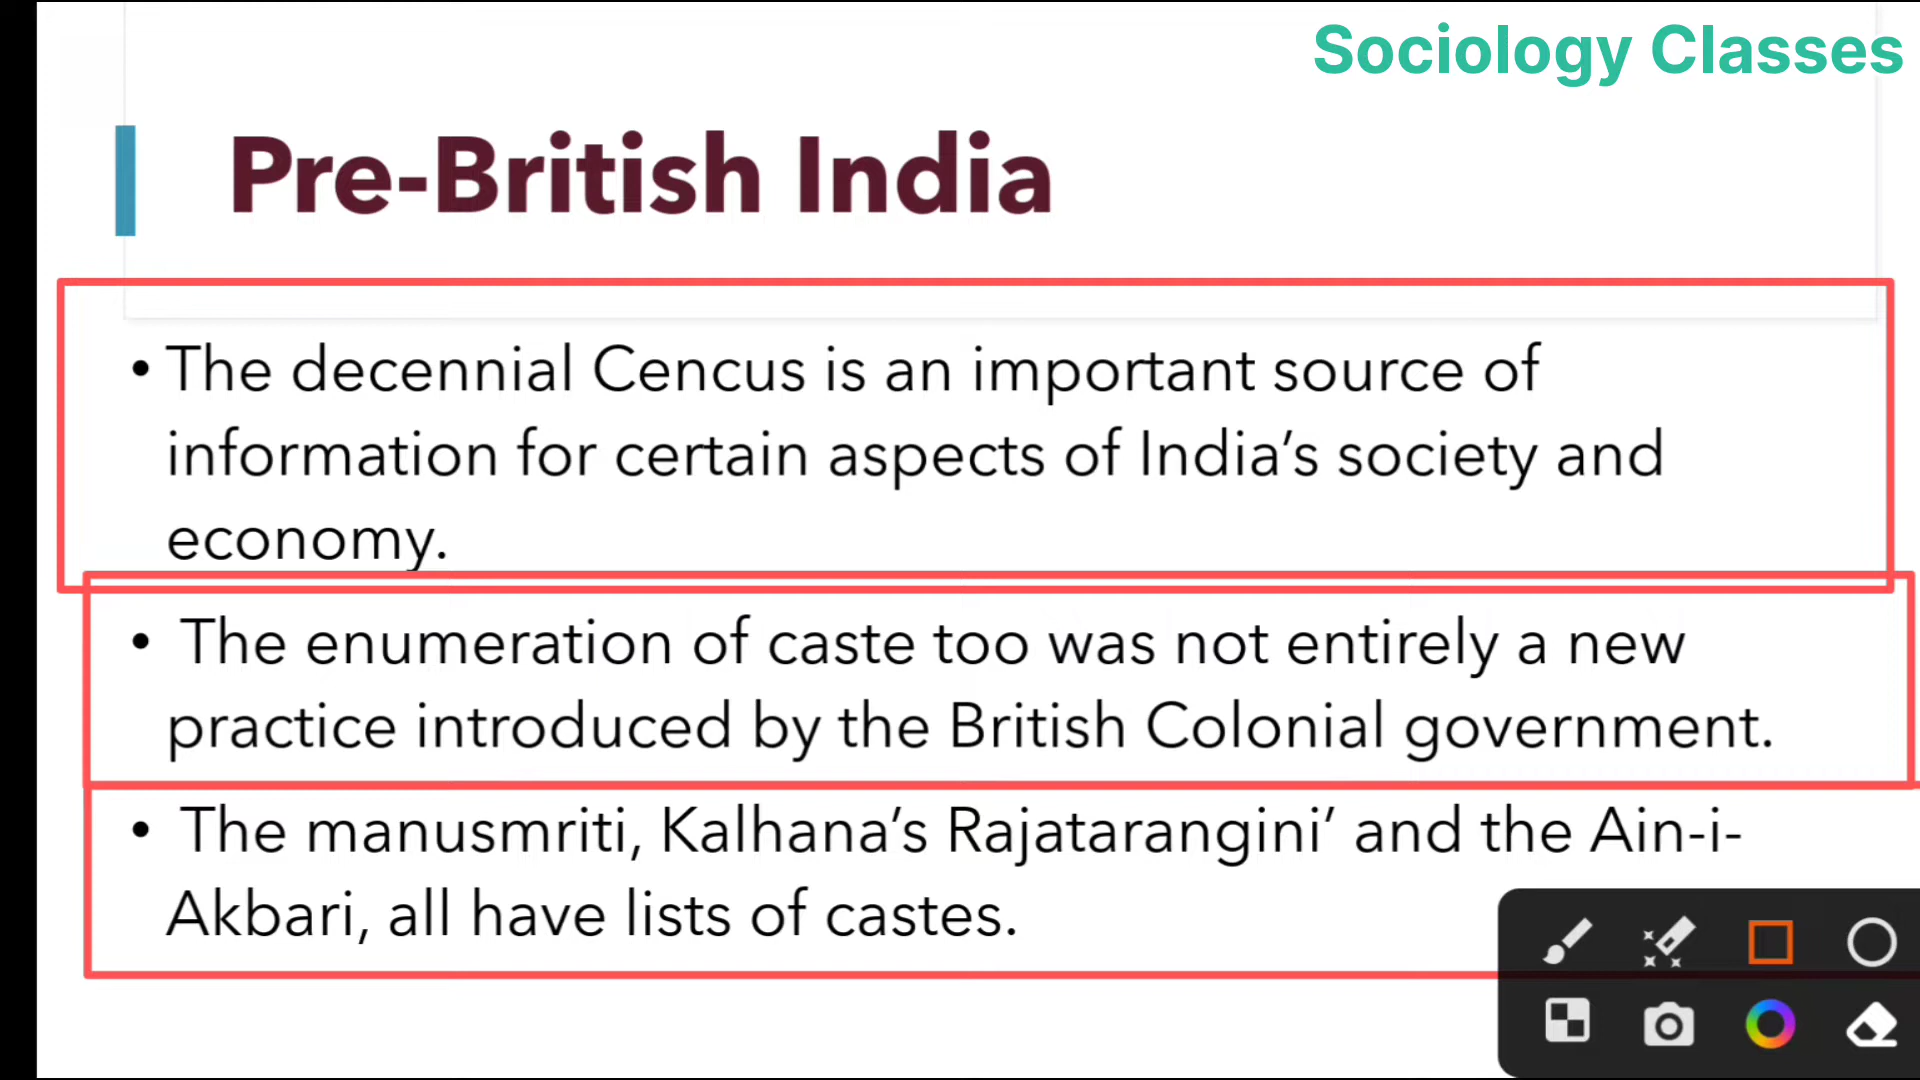 Sociology Classes
Pre-British India
• The decennial Cencus is an important source of
information for certain aspects of India’s society and
economy.
• The enumeration of caste too was not entirely a new
practice introduced by the British Colonial government.
• The manusmriti, Kalhana’s Rajatarangini’ and the Ain-i-
Akbari, all have lists of castes.